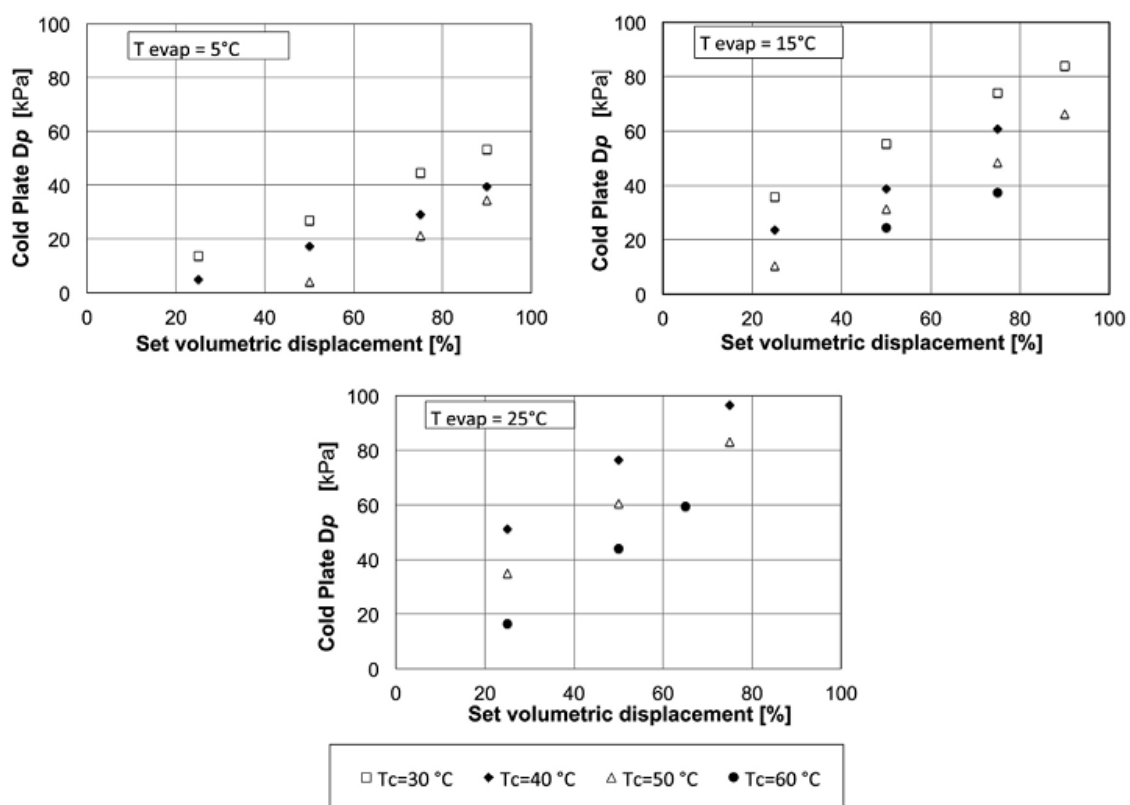 T evap = 5°C
Cold Plate Dp [kPa]
100
80
60
40
20
0
0 20 40 60 80 100
Set volumetric displacement [%]
T evap = 15°C
Cold Plate Dp [kPa]
100
80
60
40
20
0
0 20 40 60 80 100
Set volumetric displacement [%]
T evap = 25°C
Cold Plate Dp [kPa]
100
80
60
40
20
0
0 20 40 60 80 100
Set volumetric displacement [%]
Tc=30 °C Tc=40 °C Tc=50 °C Tc=60 °C